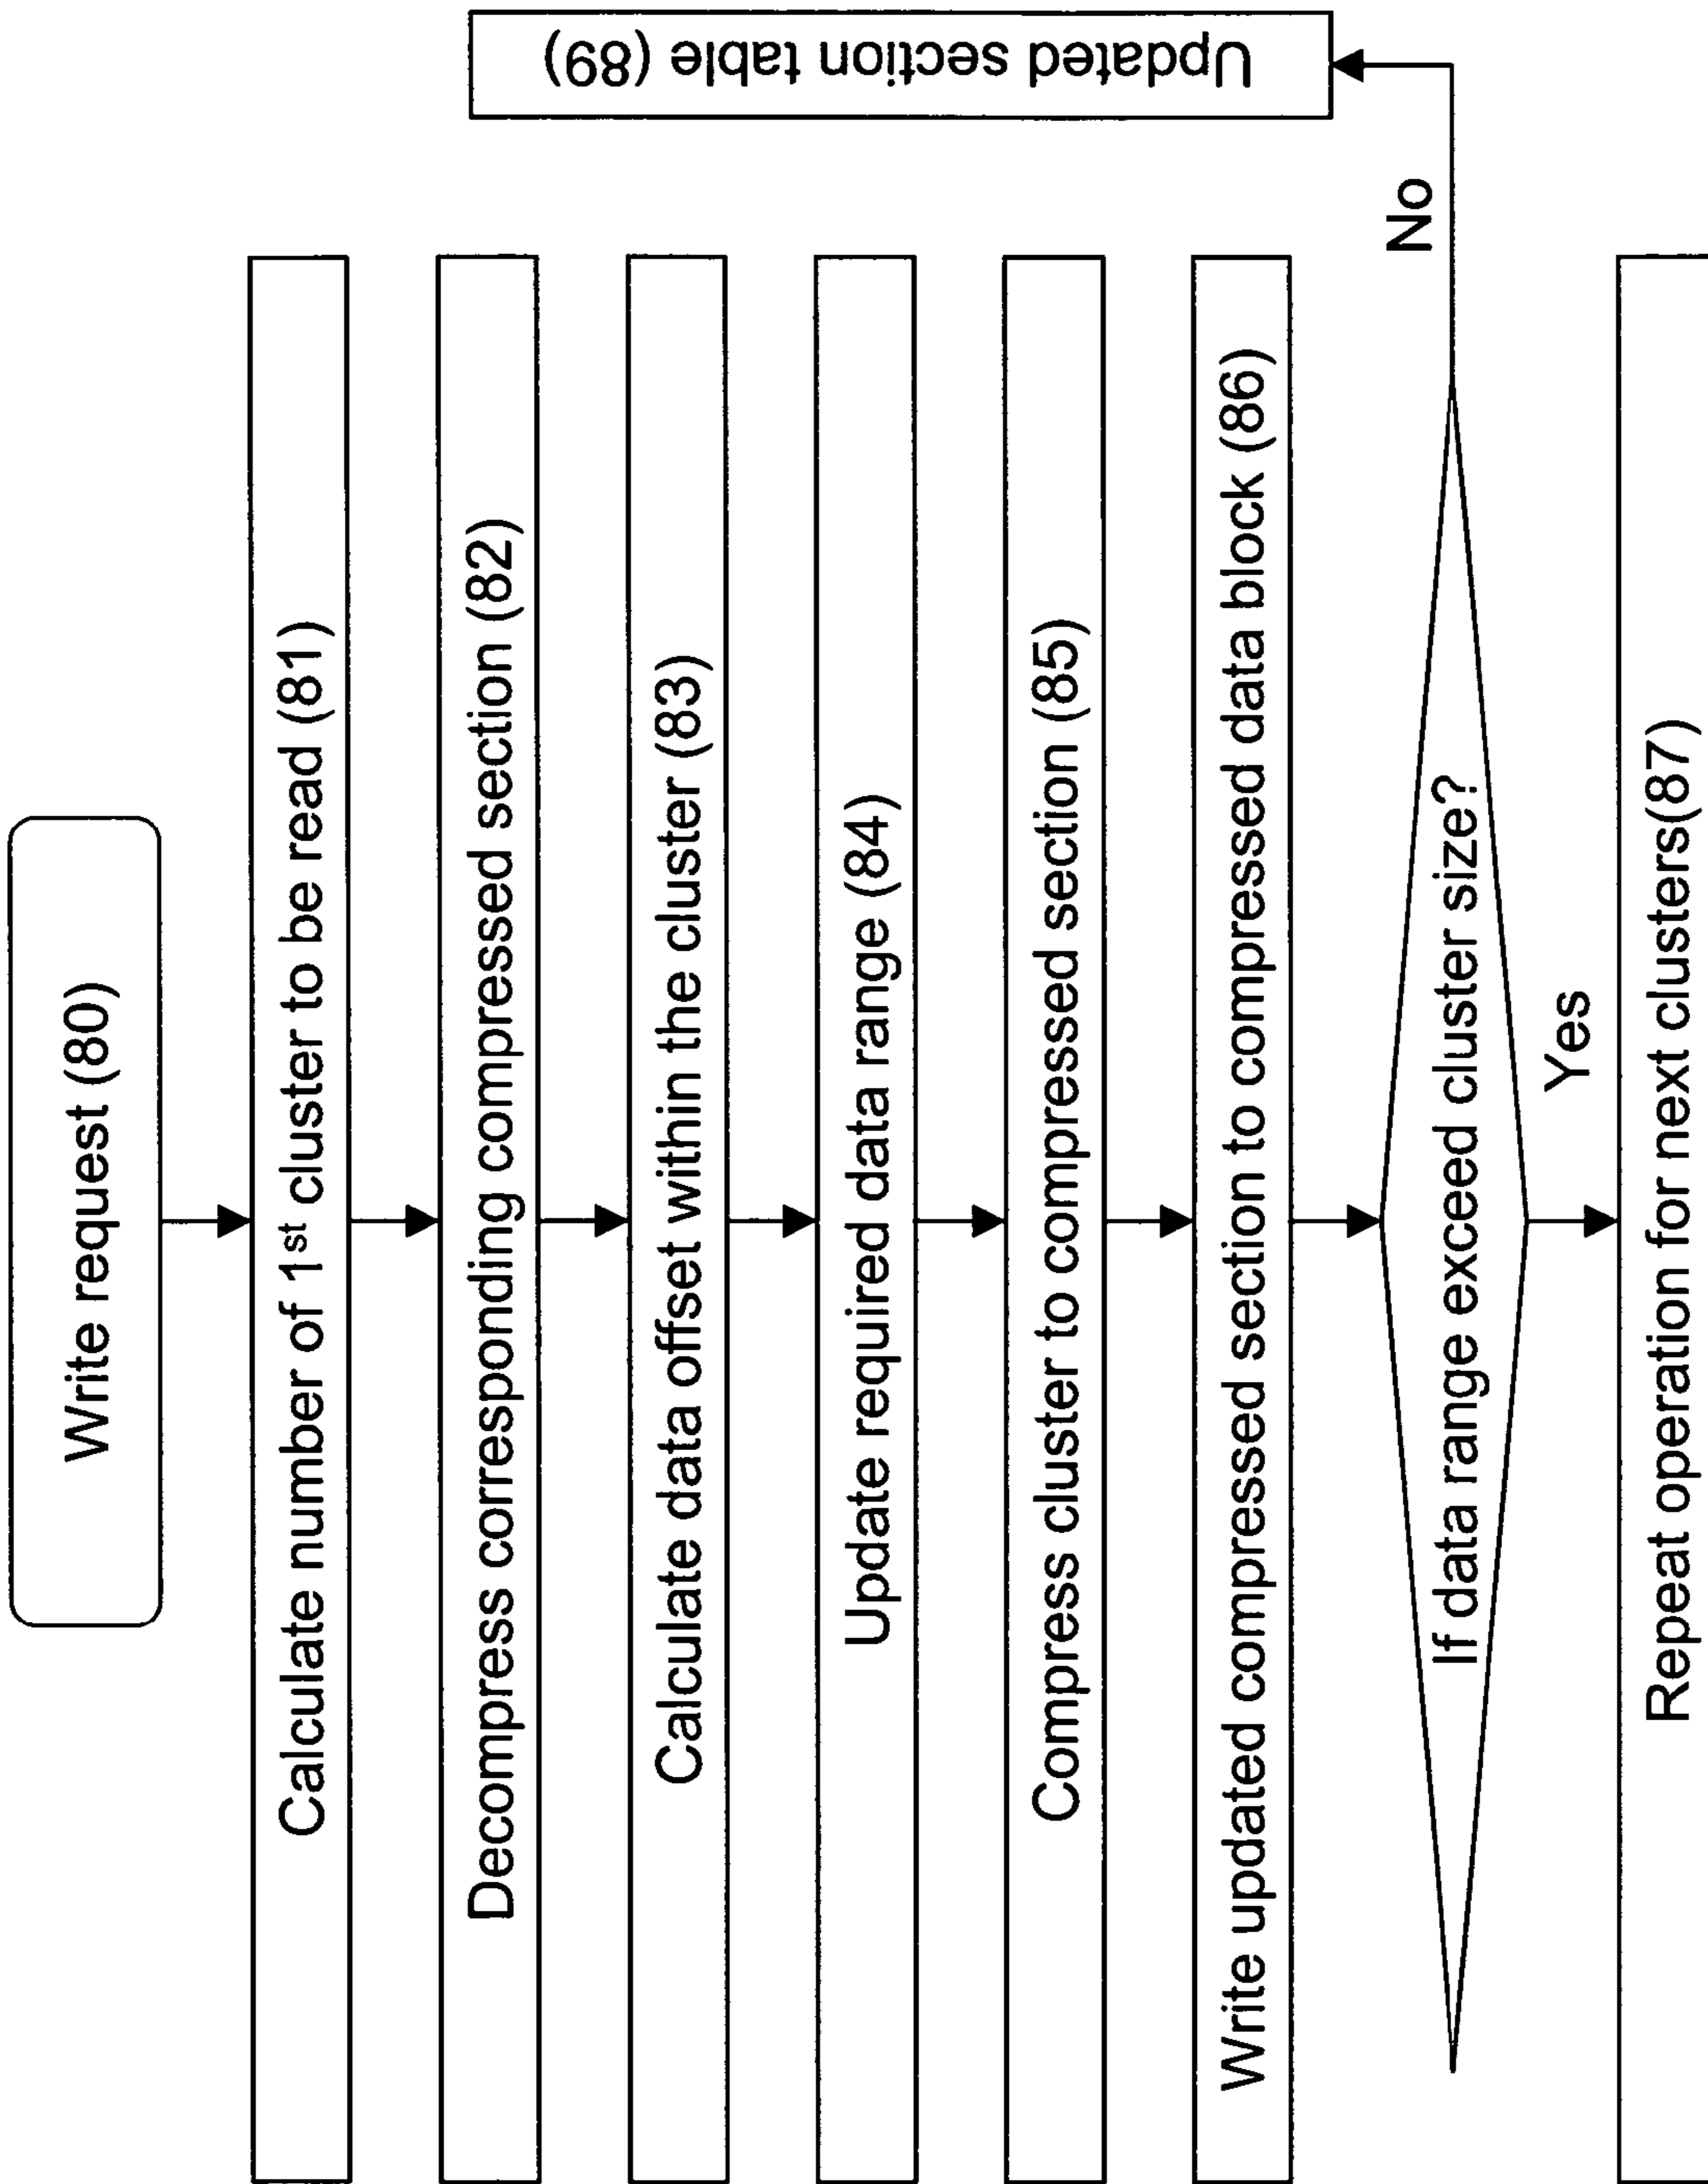 Write request (80)
Calculate number of 1st cluster to be read (81)
Decompress corresponding compressed section (82)
Calculate data offset within the cluster (83)
Update required data range (84)
Compress cluster to compressed section (85)
Write updated compressed section to compressed data block (86)
If data range exceed cluster size?
No
Updated section table (89)
Yes
Repeat operation for next clusters(87)